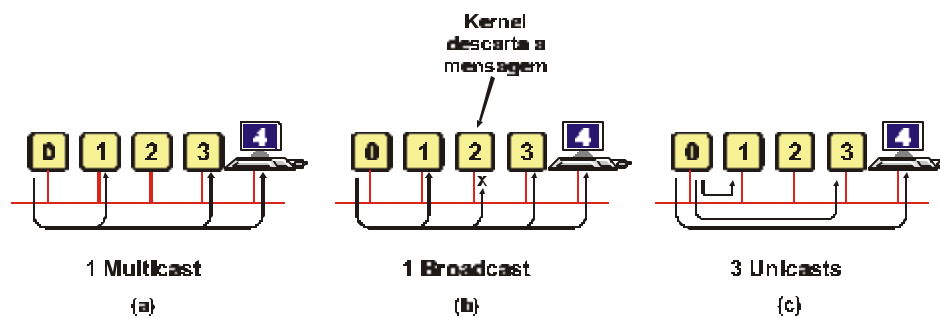 Kernel
descarta a
mensagem
0 1 2 3 4
0 1 2 x 3 4
0 1 2 3 4
1 Multicast
1 Broadcast
3 Unicasts
(a)
(b)
(c)